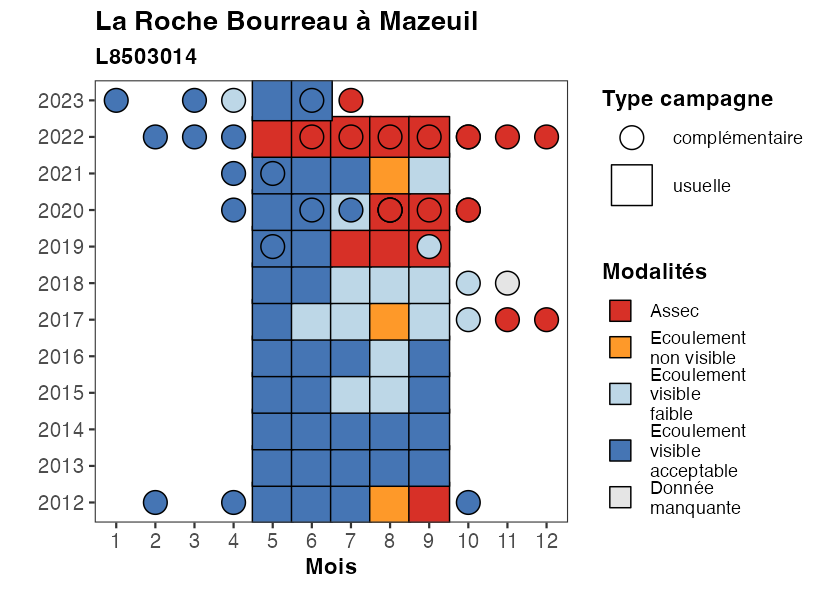 La Roche Bourreau à Mazeuil
L8503014
2023
2022
2021
2020
2019
2018
2017
2016
2015
2014
2013
2012
1 2 3 4 5 6 7 8 9 10 11 12
Mois
Type campagne
complémentaire
usuelle
Modalités
Assec
Ecoulement
non visible
Ecoulement
visible
faible
Ecoulement
visible
acceptable
Donnée
manquante